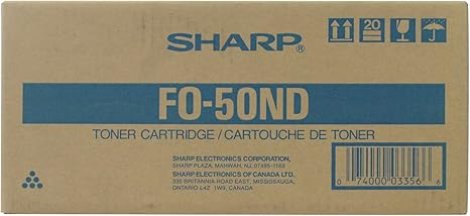 SHARP
20
FO-50ND
TONER CARTRIDGE/CARTOUCHE DE TONER
SHARP ELECTRONICS CORPORATION,
SHARP PLAZA, MAHWAH, NJ
07495-1163
SHARP ELECTRONICS OF CANADA LTD.
335 BRITANNIA ROAD EAST, MISSISSAUGA,
ONTARIO L4Z 1W9, CANADA
0 74000 03356 6